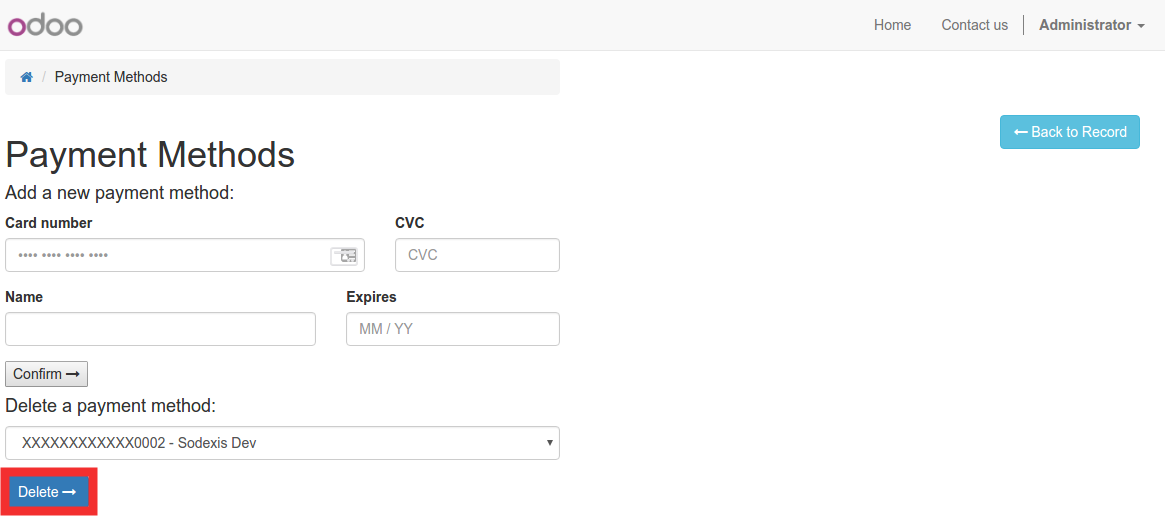 odoo
Home Contact us Administrator
/ Payment Methods
← Back to Record
Payment Methods
Add a new payment method:
Card number CVC
•••• •••• •••• •••• CVC
Name Expires
MM / YY
Confirm →
Delete a payment method:
XXXXXXXXXXXX0002 - Sodexis Dev
Delete →